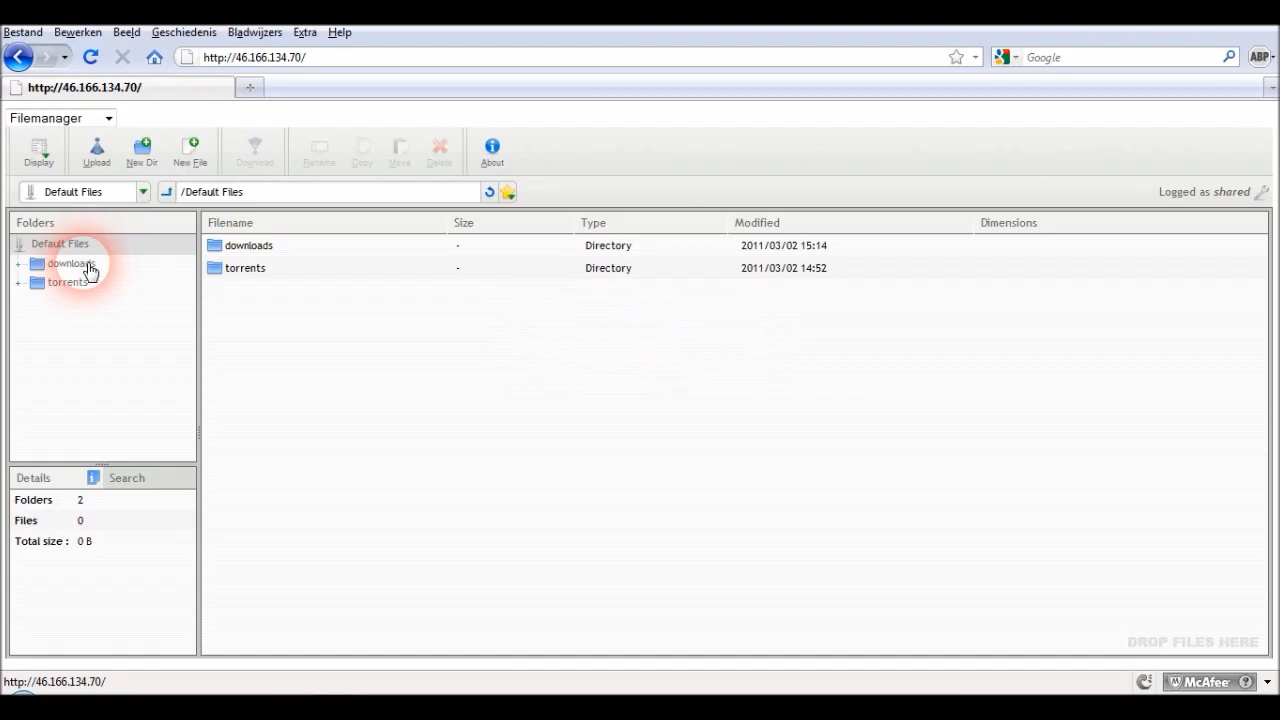 Bestand Bewerken Beeld Geschiedenis Bladwijzers Extra Help
http://46.166.134.70/
Google
ABP
http://46.166.134.70/
Filemanager
Display Upload New Dir New File Download Rename Copy Move Delete About
Default Files /Default Files Logged as shared
Folders
Default Files
downloads
torrents
Filename Size Type Modified Dimensions
downloads - Directory 2011/03/02 15:14
torrents - Directory 2011/03/02 14:52
Details Search
Folders 2
Files 0
Total size : 0 B
DROP FILES HERE
http://46.166.134.70/
McAfee